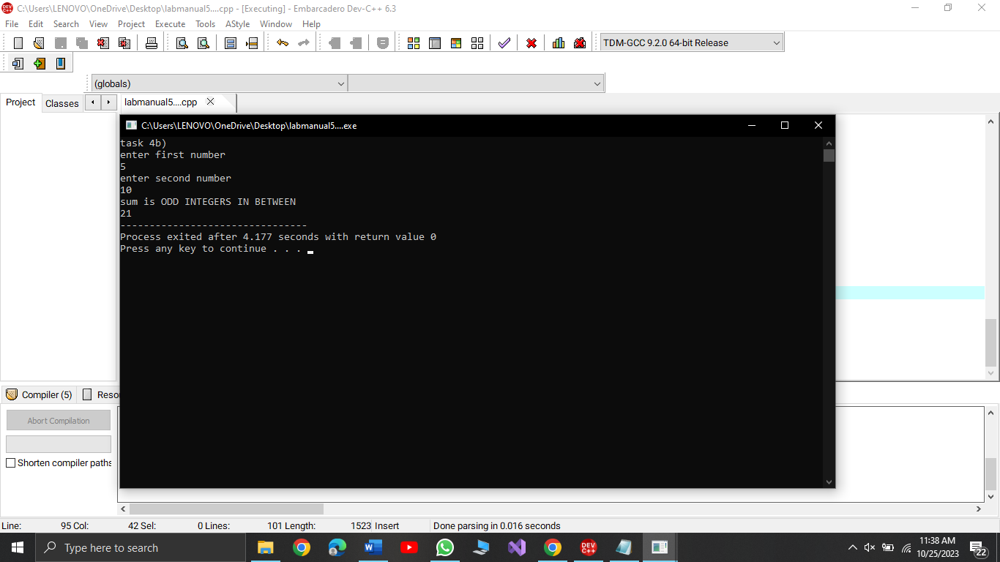 C:\Users\LENOVO\OneDrive\Desktop\labmanual5....cpp - [Executing] - Embarcadero Dev-C++ 6.3
File Edit Search View Project Execute Tools AStyle Window Help
TDM-GCC 9.2.0 64-bit Release
(globals)
Project Classes labmanual5....cpp
C:\Users\LENOVO\OneDrive\Desktop\labmanual5....exe
task 4b)
enter first number
5
enter second number
10
sum is ODD INTEGERS IN BETWEEN
21
--------------------------------
Process exited after 4.177 seconds with return value 0
Press any key to continue . . .
Compiler (5) Resou
Abort Compilation
Shorten compiler paths
Line: 95 Col: 42 Sel: 0 Lines: 101 Length: 1523 Insert Done parsing in 0.016 seconds
Type here to search
DEV C++
11:38 AM
10/25/2023
22